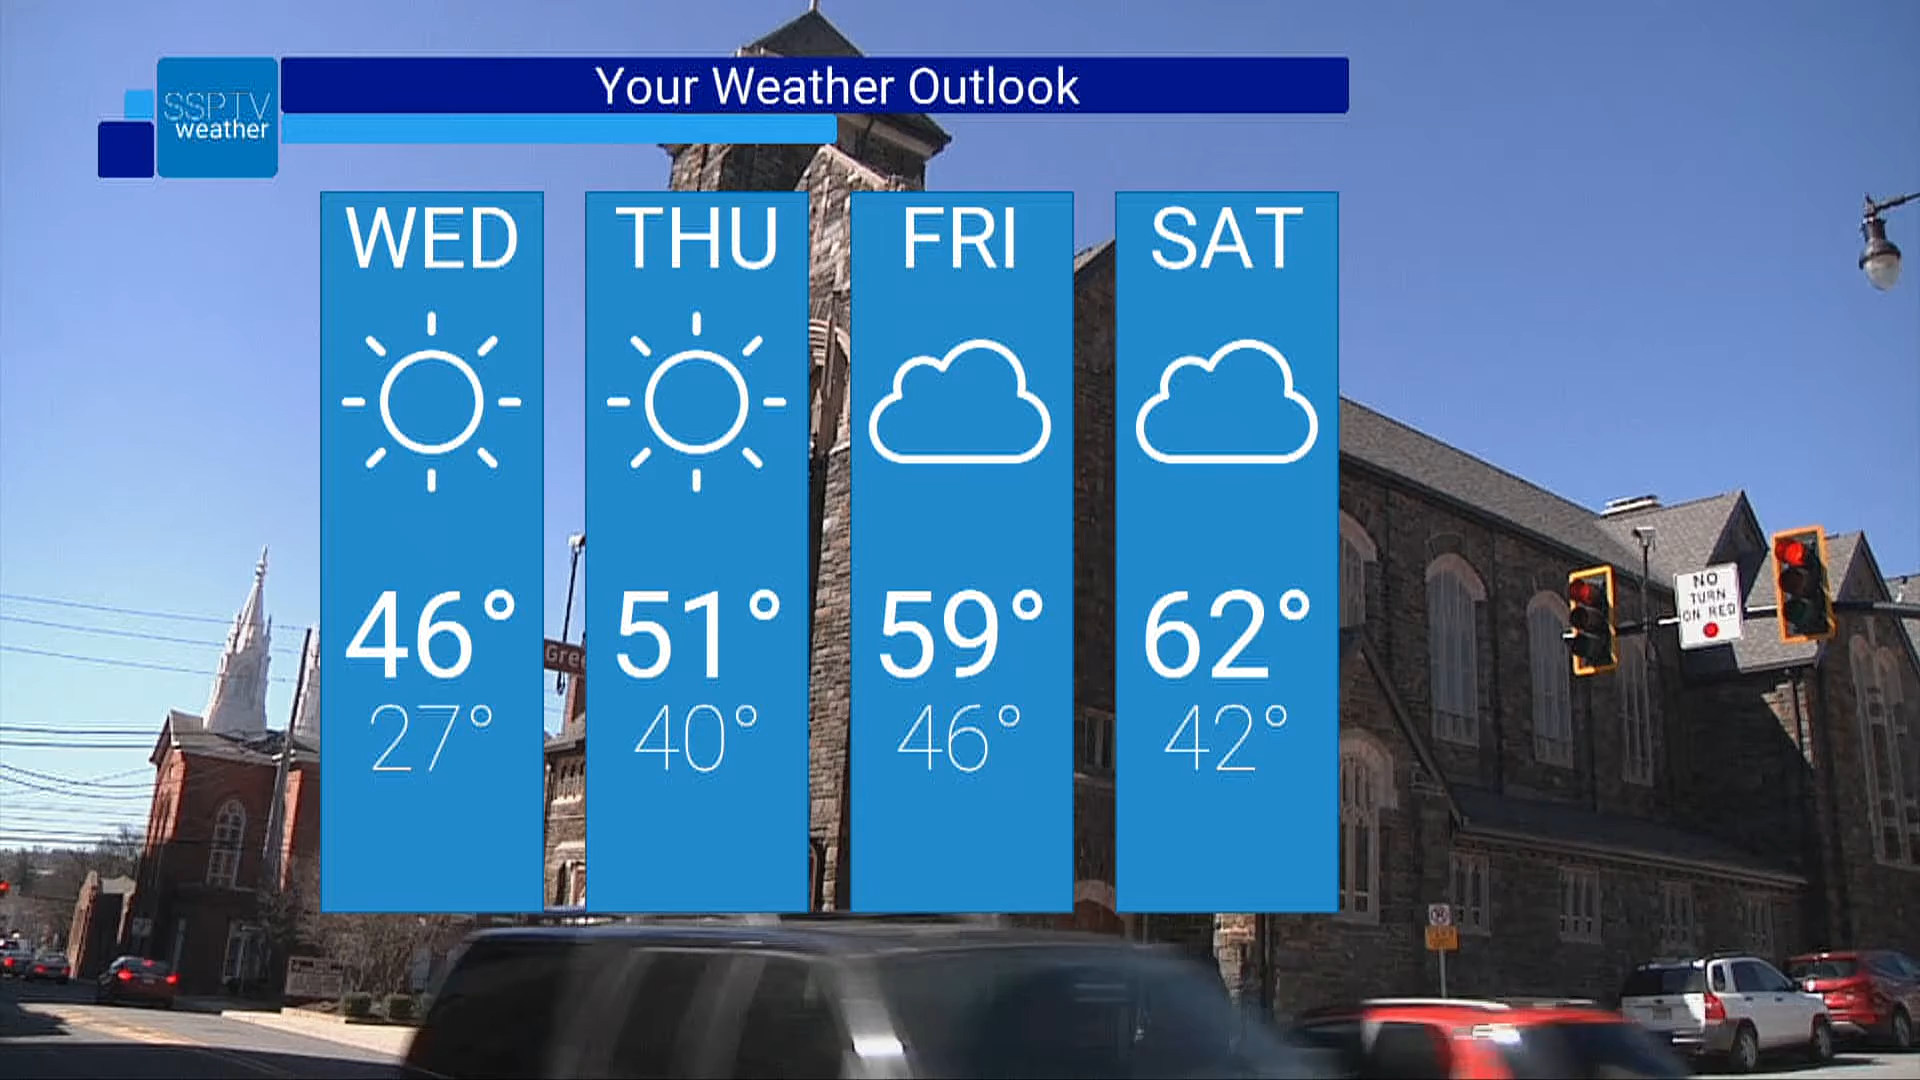 SSPTV
weather
Your Weather Outlook
WED
THU
FRI
SAT
46°
51°
59°
62°
27°
40°
46°
42°
Gree
NO
TURN
ON RED